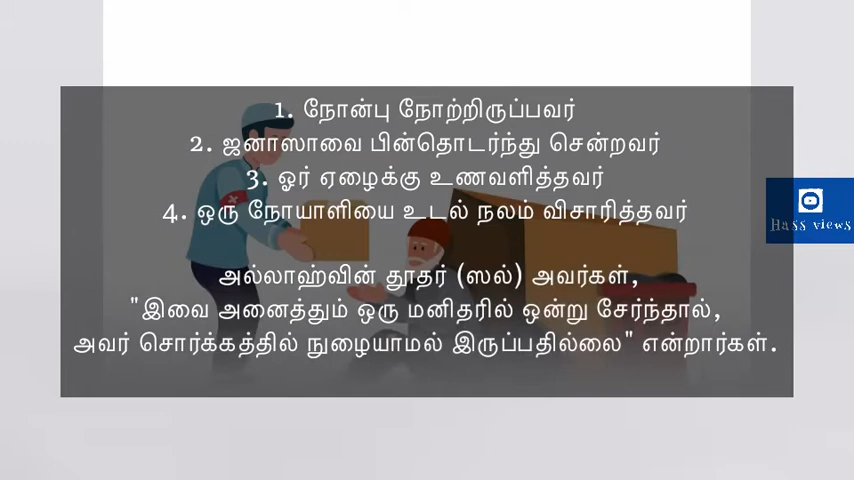 1. நோன்பு நோற்றிருப்பவர்
2. ஜனாஸாவை பின்தொடர்ந்து சென்றவர்
3. ஓர் ஏழைக்கு உணவளித்தவர்
4. ஒரு நோயாளியை உடல் நலம் விசாரித்தவர்
அல்லாஹ்வின் தூதர் (ஸல்) அவர்கள்,
"இவை அனைத்தும் ஒரு மனிதரில் ஒன்று சேர்ந்தால்,
அவர் சொர்க்கத்தில் நுழையாமல் இருப்பதில்லை" என்றார்கள்.
Hass views